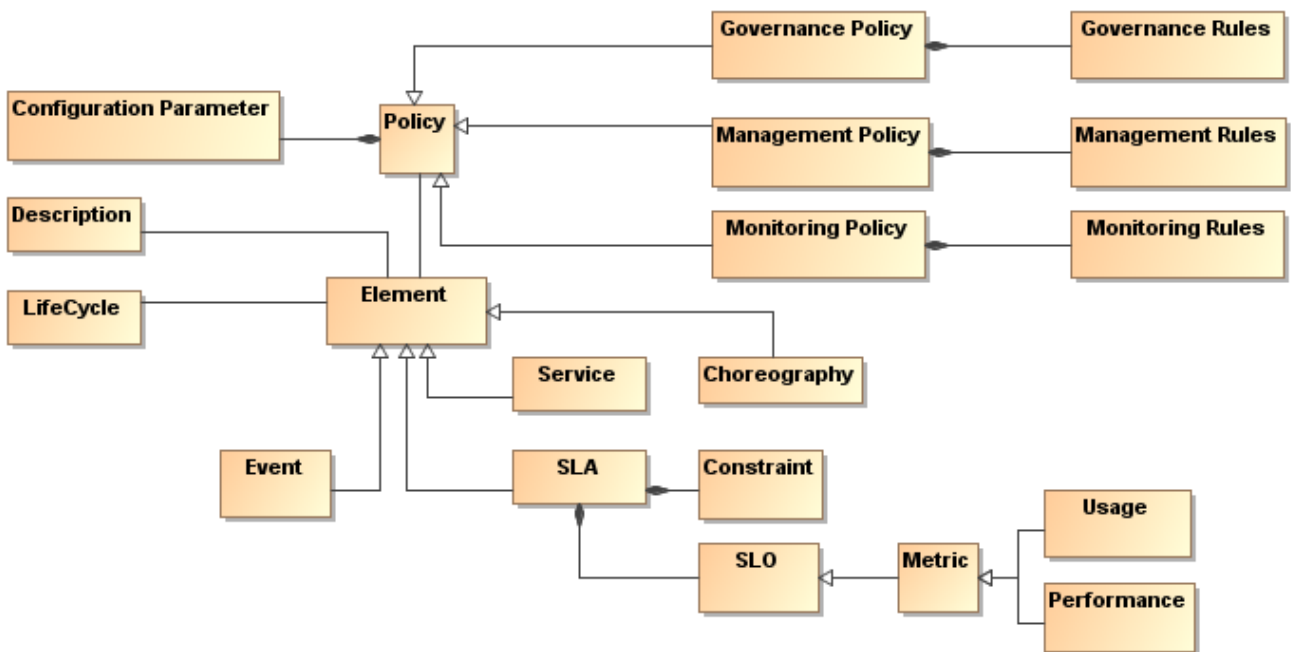 Governance Policy
Governance Rules
Configuration Parameter
Policy
Management Policy
Management Rules
Description
Monitoring Policy
Monitoring Rules
Element
LifeCycle
Service
Choreography
Event
SLA
Constraint
Usage
SLO
Metric
Performance